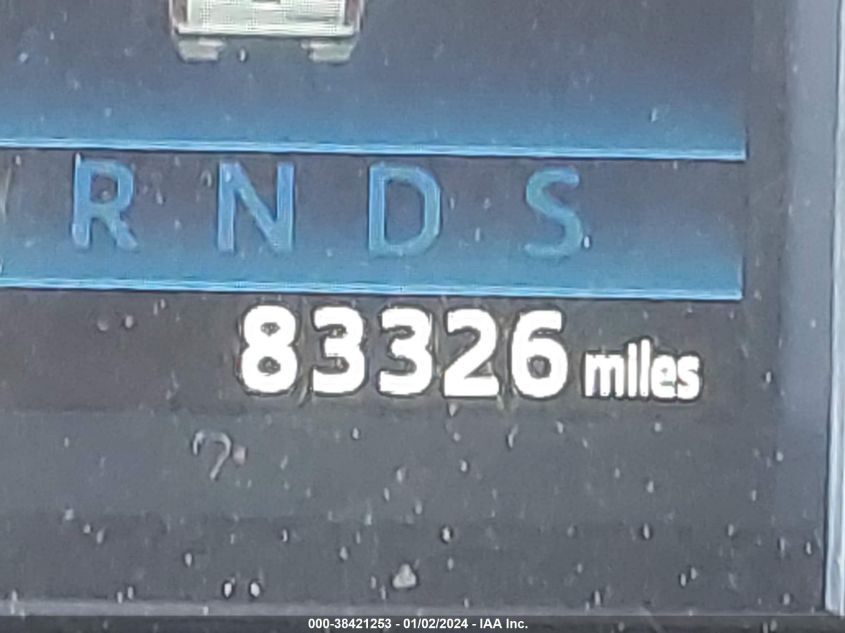 R N D S
83326 miles
000-38421253 - 01/02/2024 - IAA Inc.